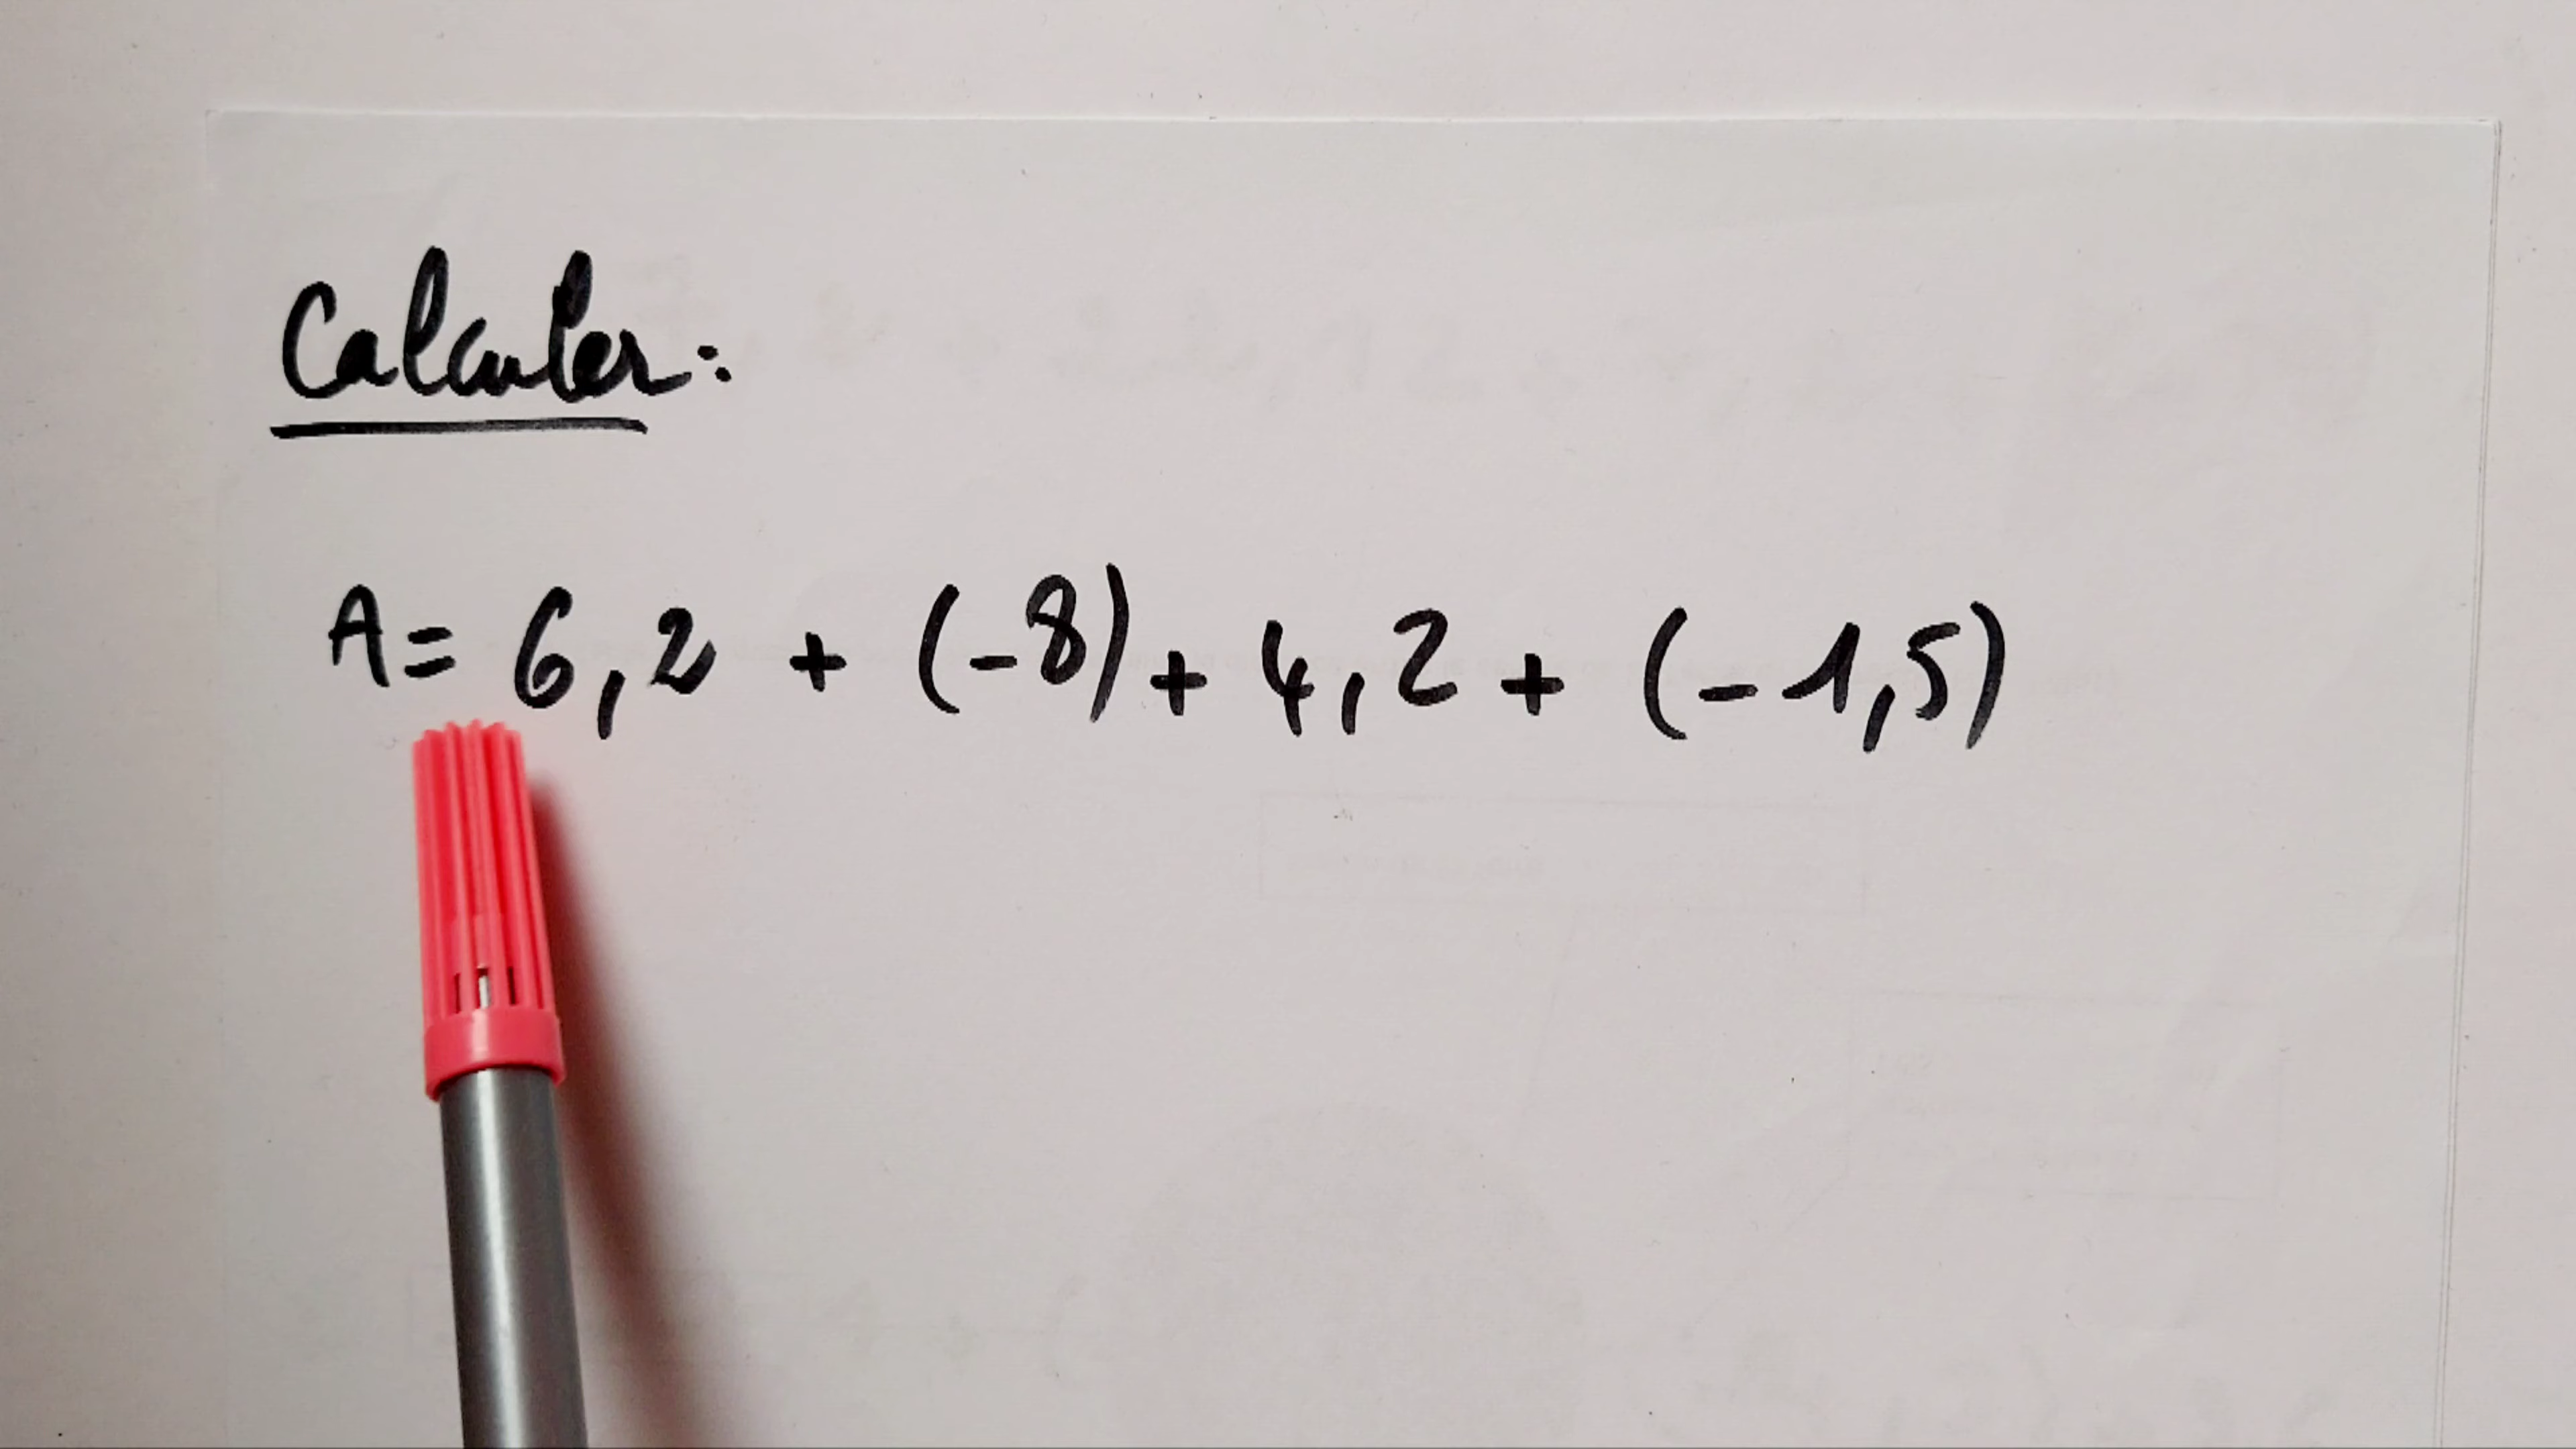 Calculer :
A = 6,2 + (-8) + 4,2 + (-1,5)